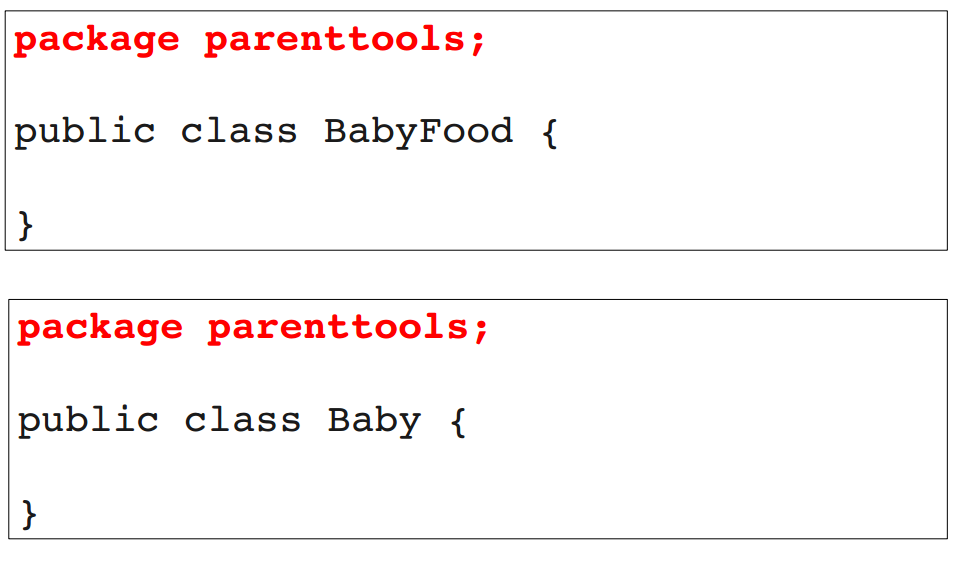 package parenttools;
public class BabyFood {
}
package parenttools;
public class Baby {
}